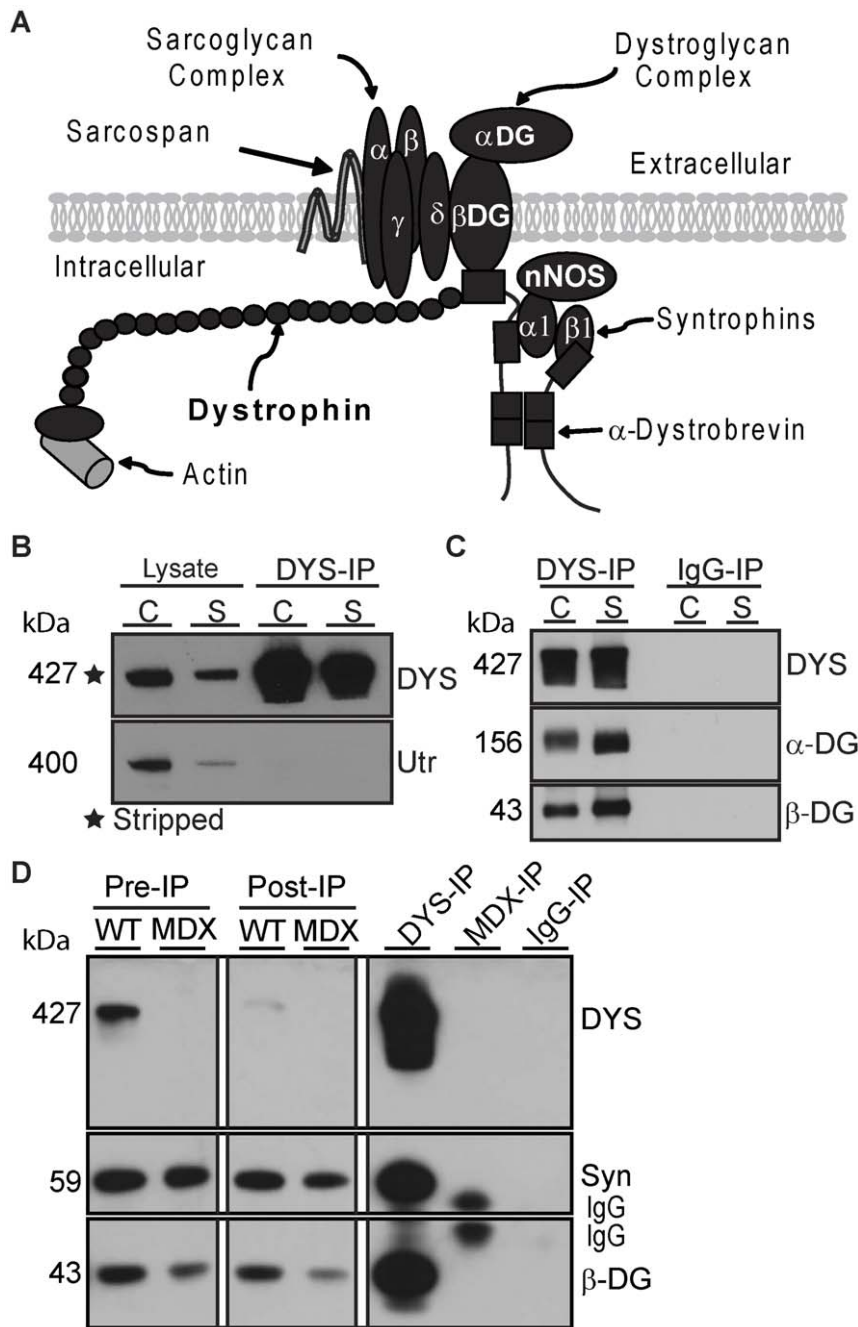 A
Sarcoglycan
Complex
Dystroglycan
Complex
Sarcospan
α
β
αDG
Extracellular
γ
δ
βDG
Intracellular
nNOS
α1
β1
Syntrophins
Dystrophin
α-Dystrobrevin
Actin
B
Lysate DYS-IP
kDa C S C S
427 ★ DYS
400 Utr
★ Stripped
C
DYS-IP IgG-IP
kDa C S C S
427 DYS
156 α-DG
43 β-DG
D
Pre-IP Post-IP DYS-IP MDX-IP IgG-IP
kDa WT MDX WT MDX
427 DYS
59 Syn
IgG
IgG
43 β-DG